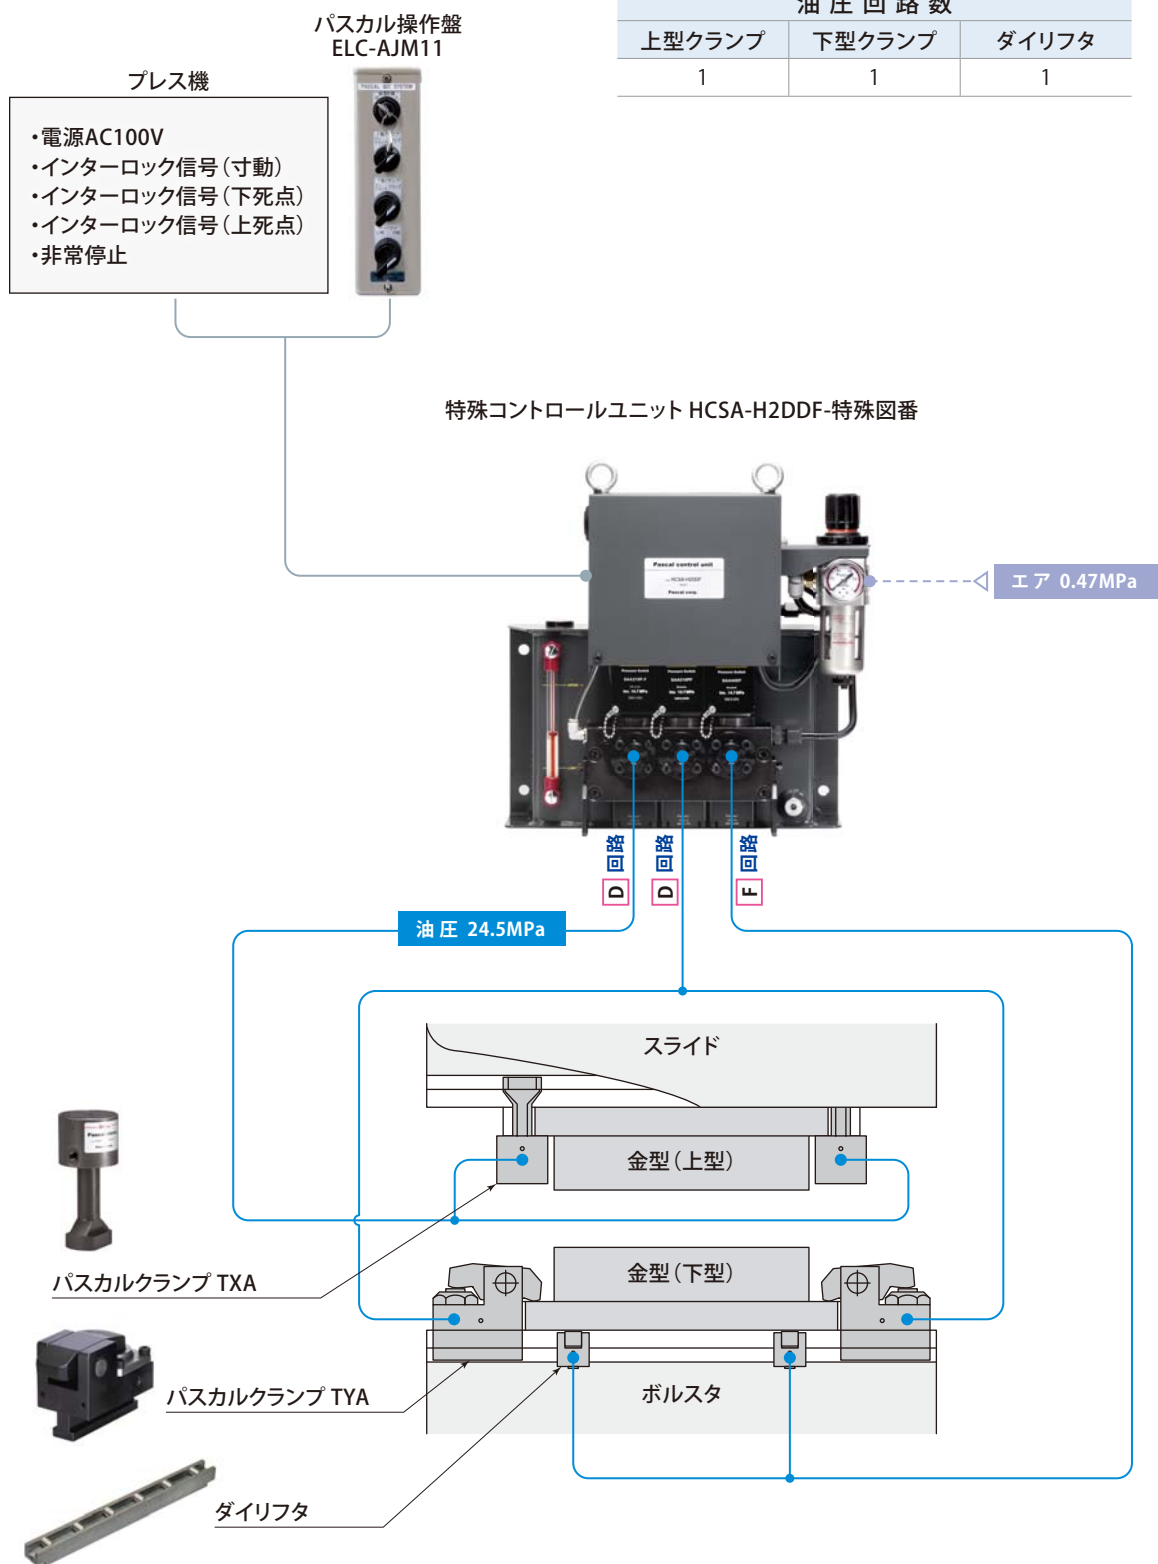 油圧回路数
上型クランプ 下型クランプ ダイリフタ
1 1 1
パスカル操作盤
ELC-AJM11
プレス機
PASCAL QDC SYSTEM
・電源AC100V
・インターロック信号（寸動）
・インターロック信号（下死点）
・インターロック信号（上死点）
・非常停止
特殊コントロールユニット HCSA-H2DDF-特殊図番
Pascal control unit
HCSA-H2DDF
Pascal corp.
エア 0.47MPa
D 回路
D 回路
F 回路
油圧 24.5MPa
スライド
金型（上型）
パスカルクランプ TXA
金型（下型）
パスカルクランプ TYA
ボルスタ
ダイリフタ